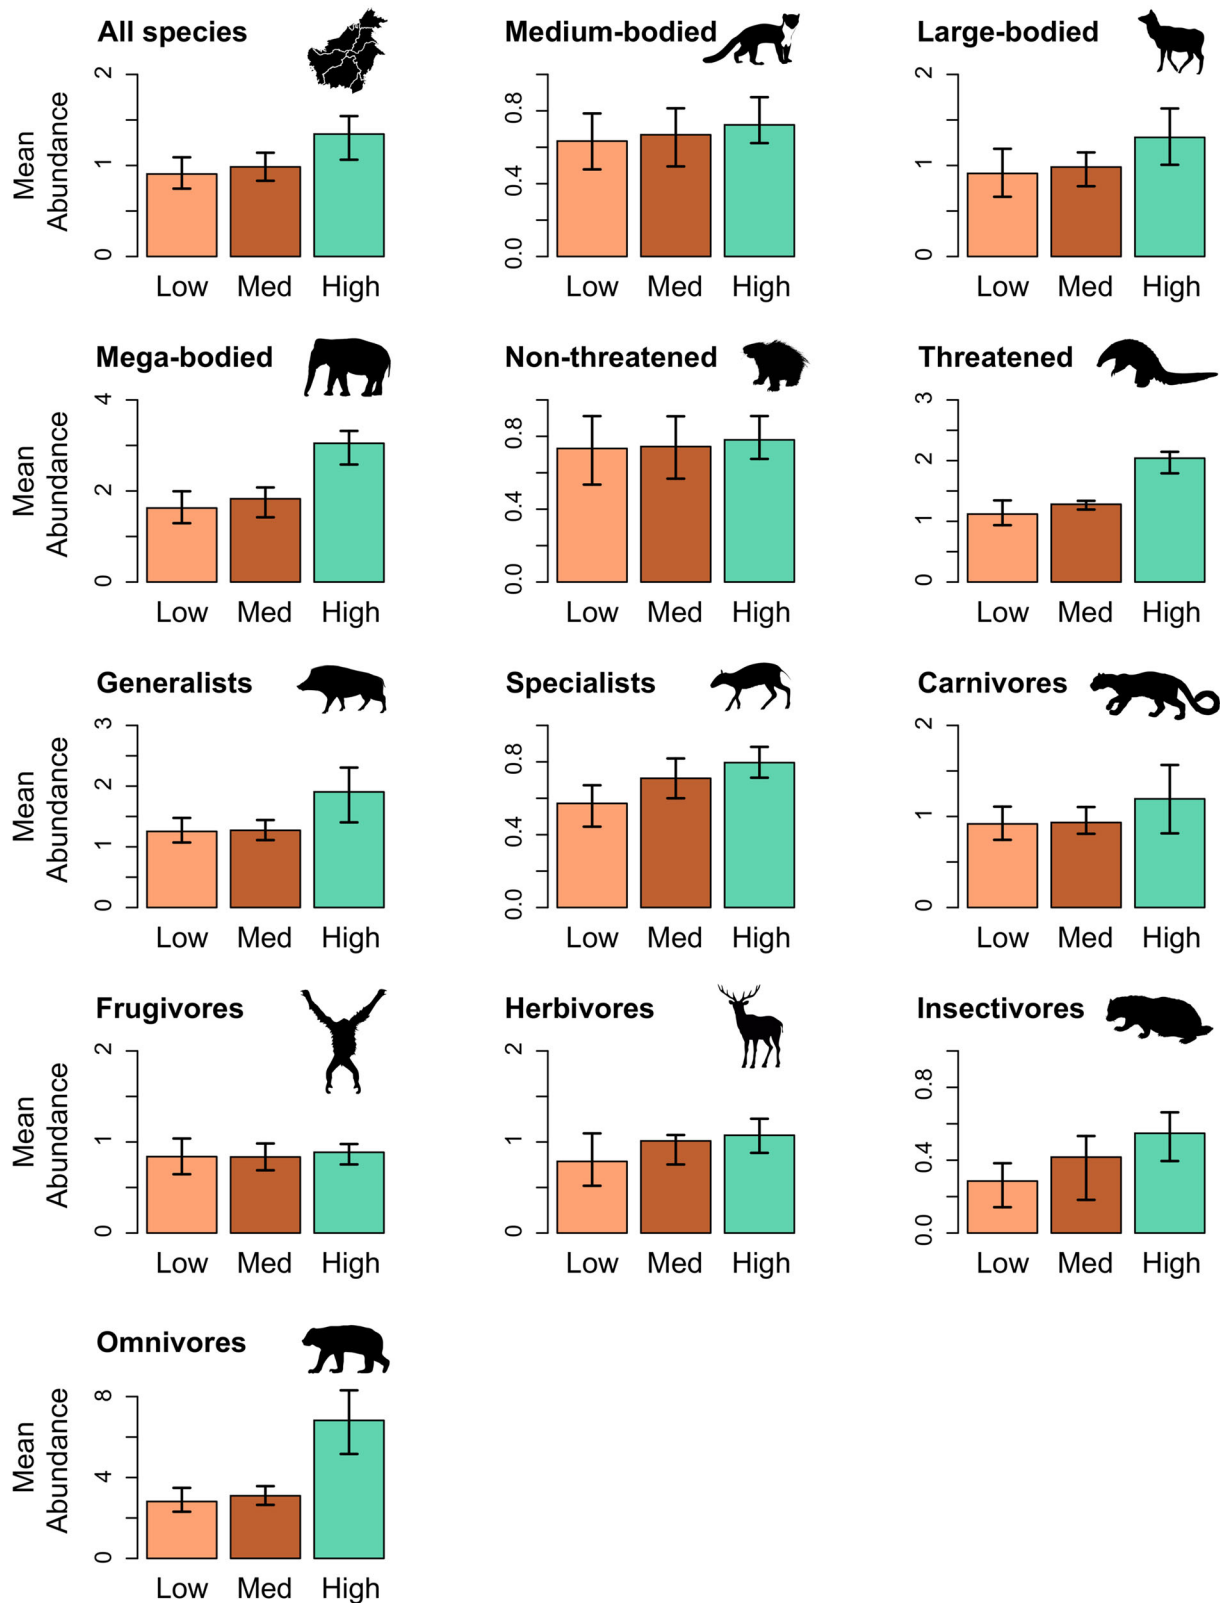 All species
Medium-bodied
Large-bodied
Mean
Abundance
2
1
0
0.8
0.4
0.0
2
1
0
Low Med High
Low Med High
Low Med High
Mega-bodied
Non-threatened
Threatened
Mean
Abundance
4
2
0
0.8
0.4
0.0
3
2
1
0
Low Med High
Low Med High
Low Med High
Generalists
Specialists
Carnivores
Mean
Abundance
3
2
1
0
0.8
0.4
0.0
2
1
0
Low Med High
Low Med High
Low Med High
Frugivores
Herbivores
Insectivores
Mean
Abundance
2
1
0
2
1
0
0.8
0.4
0.0
Low Med High
Low Med High
Low Med High
Omnivores
Mean
Abundance
8
4
0
Low Med High